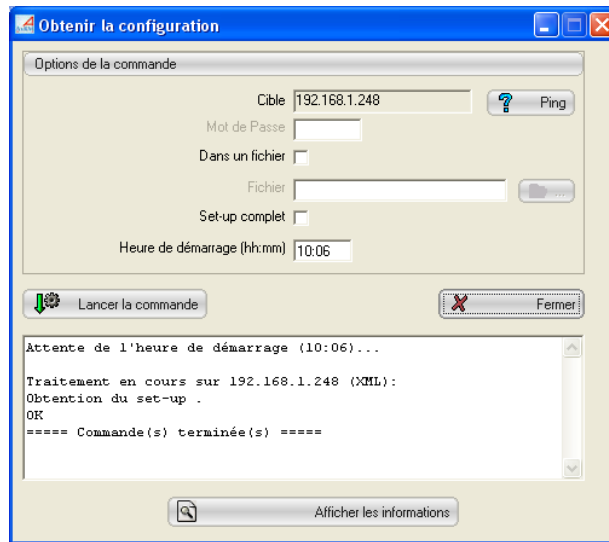 Obtenir la configuration
Options de la commande
Cible 192.168.1.248 Ping
Mot de Passe
Dans un fichier
Fichier ...
Set-up complet
Heure de démarrage (hh:mm) 10:06
Lancer la commande Fermer
Attente de l'heure de démarrage (10:06)...
Traitement en cours sur 192.168.1.248 (XML):
Obtention du set-up .
OK
===== Commande(s) terminée(s) =====
Afficher les informations